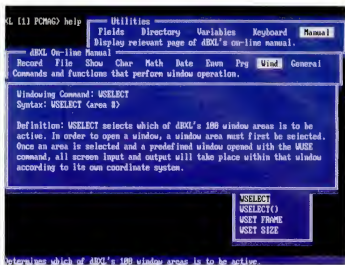 XL [1] PCMAG> help
Utilities
Fields Directory Variables Keyboard Manual
Display relevant page of dBXL's on-line manual.
dBXL On-line Manual
Record File Show Char Math Date Envn Prg Wind General
Commands and functions that perform window operation.
Windowing Command: WSELECT
Syntax: WSELECT <area #>
Definition: WSELECT selects which of dBXL's 100 window areas is to be
active. In order to open a window, a window area must first be selected.
Once an area is selected and a predefined window opened with the WUSE
command, all screen input and output will take place within that window
according to its own coordinate system.
WSELECT
WSELECT()
WSET FRAME
WSET SIZE
Determines which of dBXL's 100 window areas is to be active.